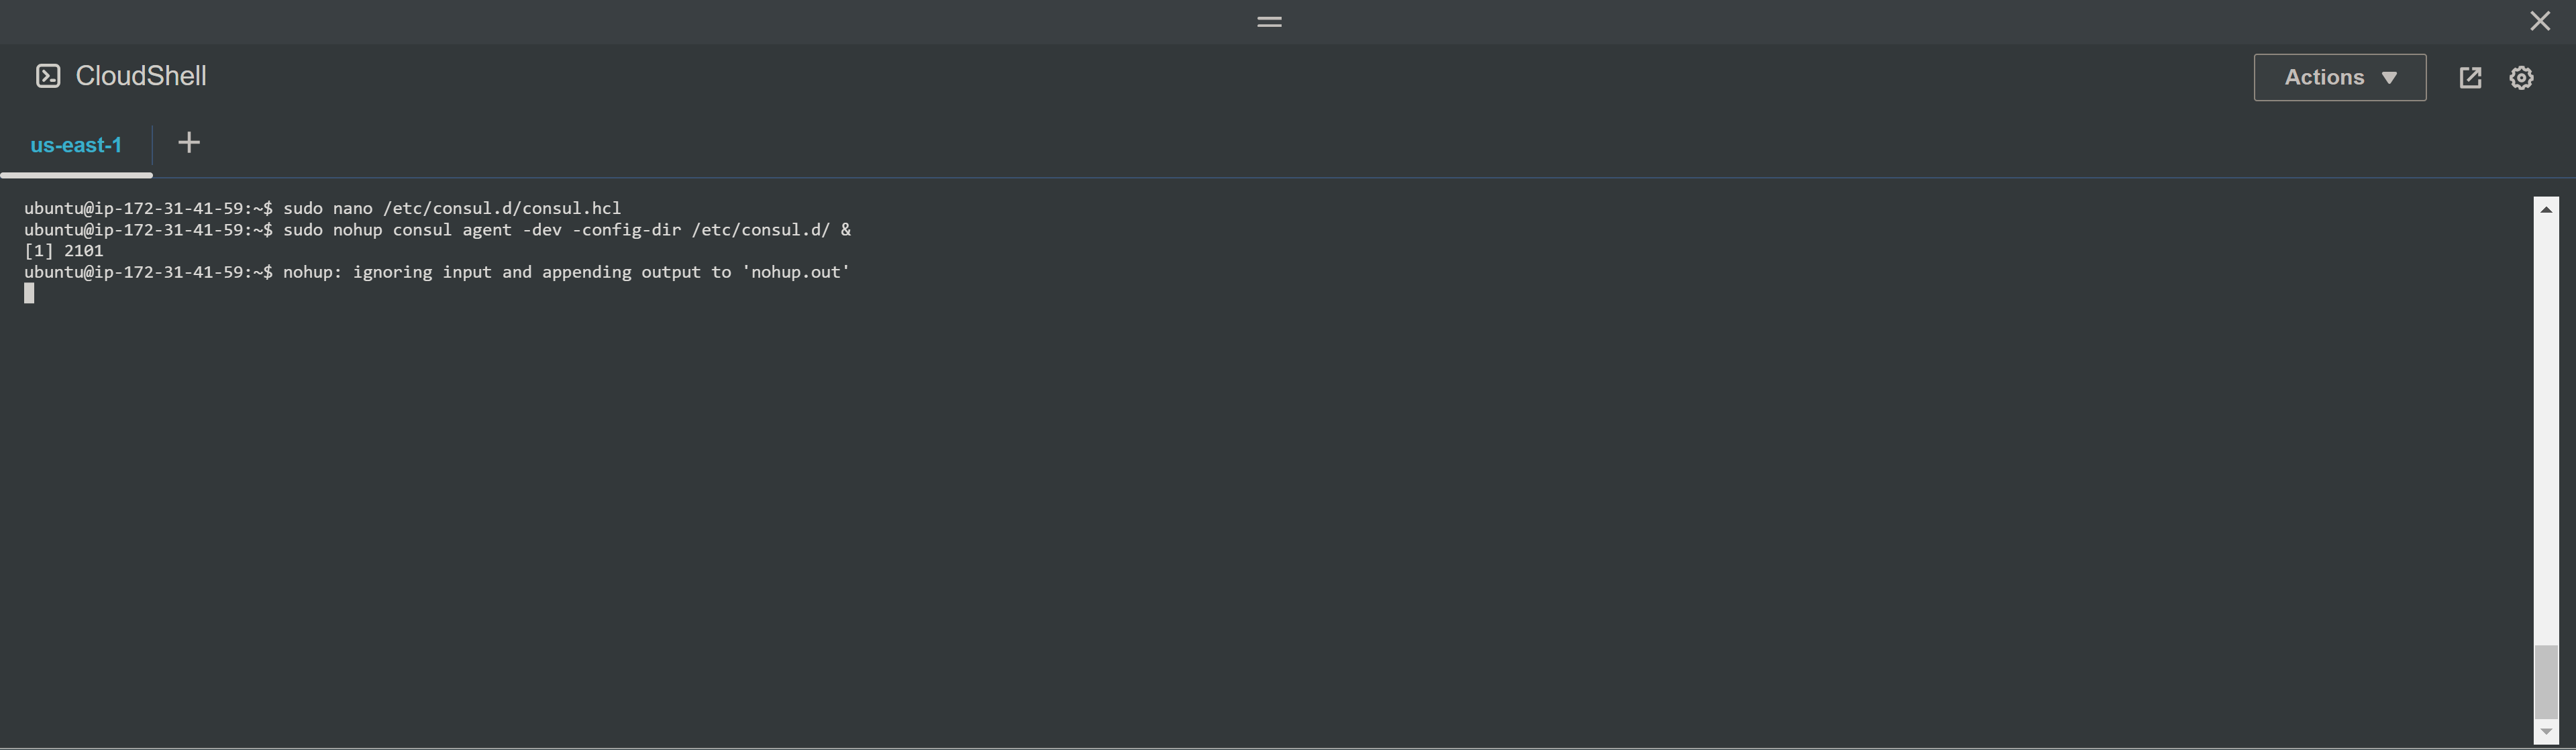 CloudShell
Actions
us-east-1
ubuntu@ip-172-31-41-59:~$ sudo nano /etc/consul.d/consul.hcl
ubuntu@ip-172-31-41-59:~$ sudo nohup consul agent -dev -config-dir /etc/consul.d/ &
[1] 2101
ubuntu@ip-172-31-41-59:~$ nohup: ignoring input and appending output to 'nohup.out'